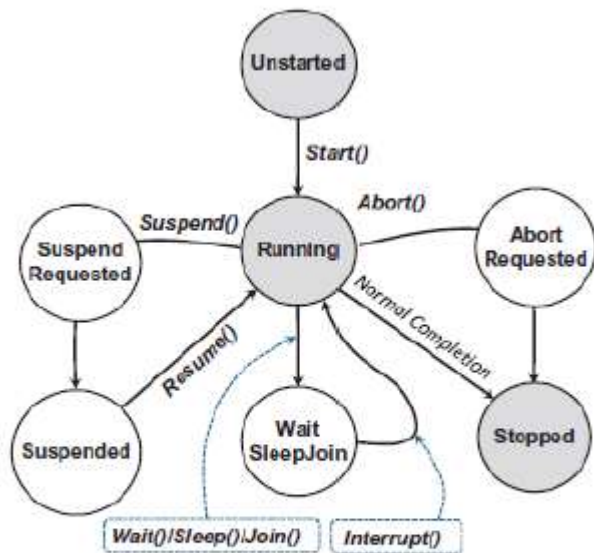 Unstarted
Start()
Suspend()
Abort()
Suspend
Requested
Running
Abort
Requested
Resume()
Normal Completion
Suspended
Wait
SleepJoin
Stopped
Wait()/Sleep()/Join()
Interrupt()